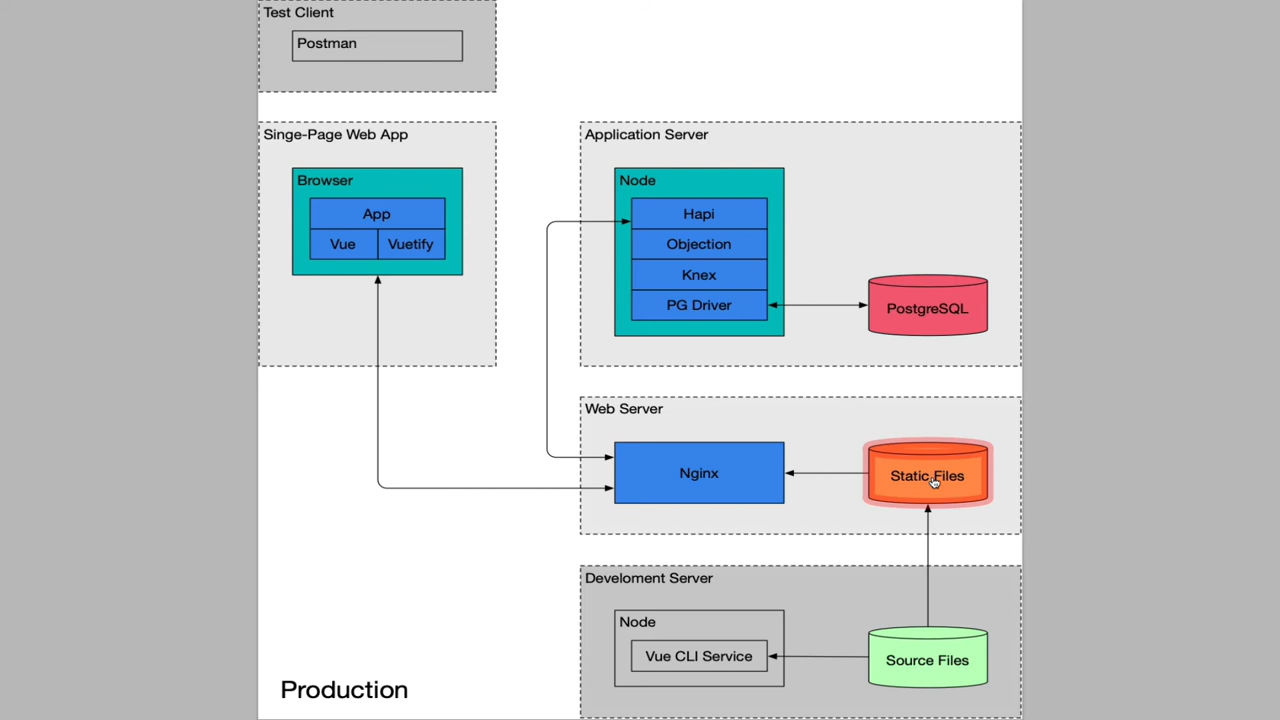 Test Client
Postman
Singe-Page Web App
Browser
App
Vue
Vuetify
Application Server
Node
Hapi
Objection
Knex
PG Driver
PostgreSQL
Web Server
Nginx
Static Files
Develoment Server
Node
Vue CLI Service
Source Files
Production